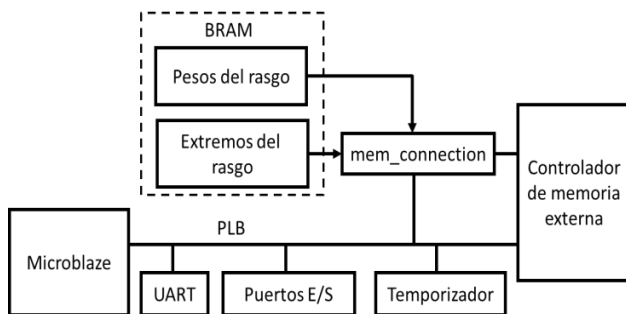 BRAM
Pesos del rasgo
Extremos del
rasgo
mem_connection
Controlador
de memoria
externa
PLB
Microblaze
UART
Puertos E/S
Temporizador